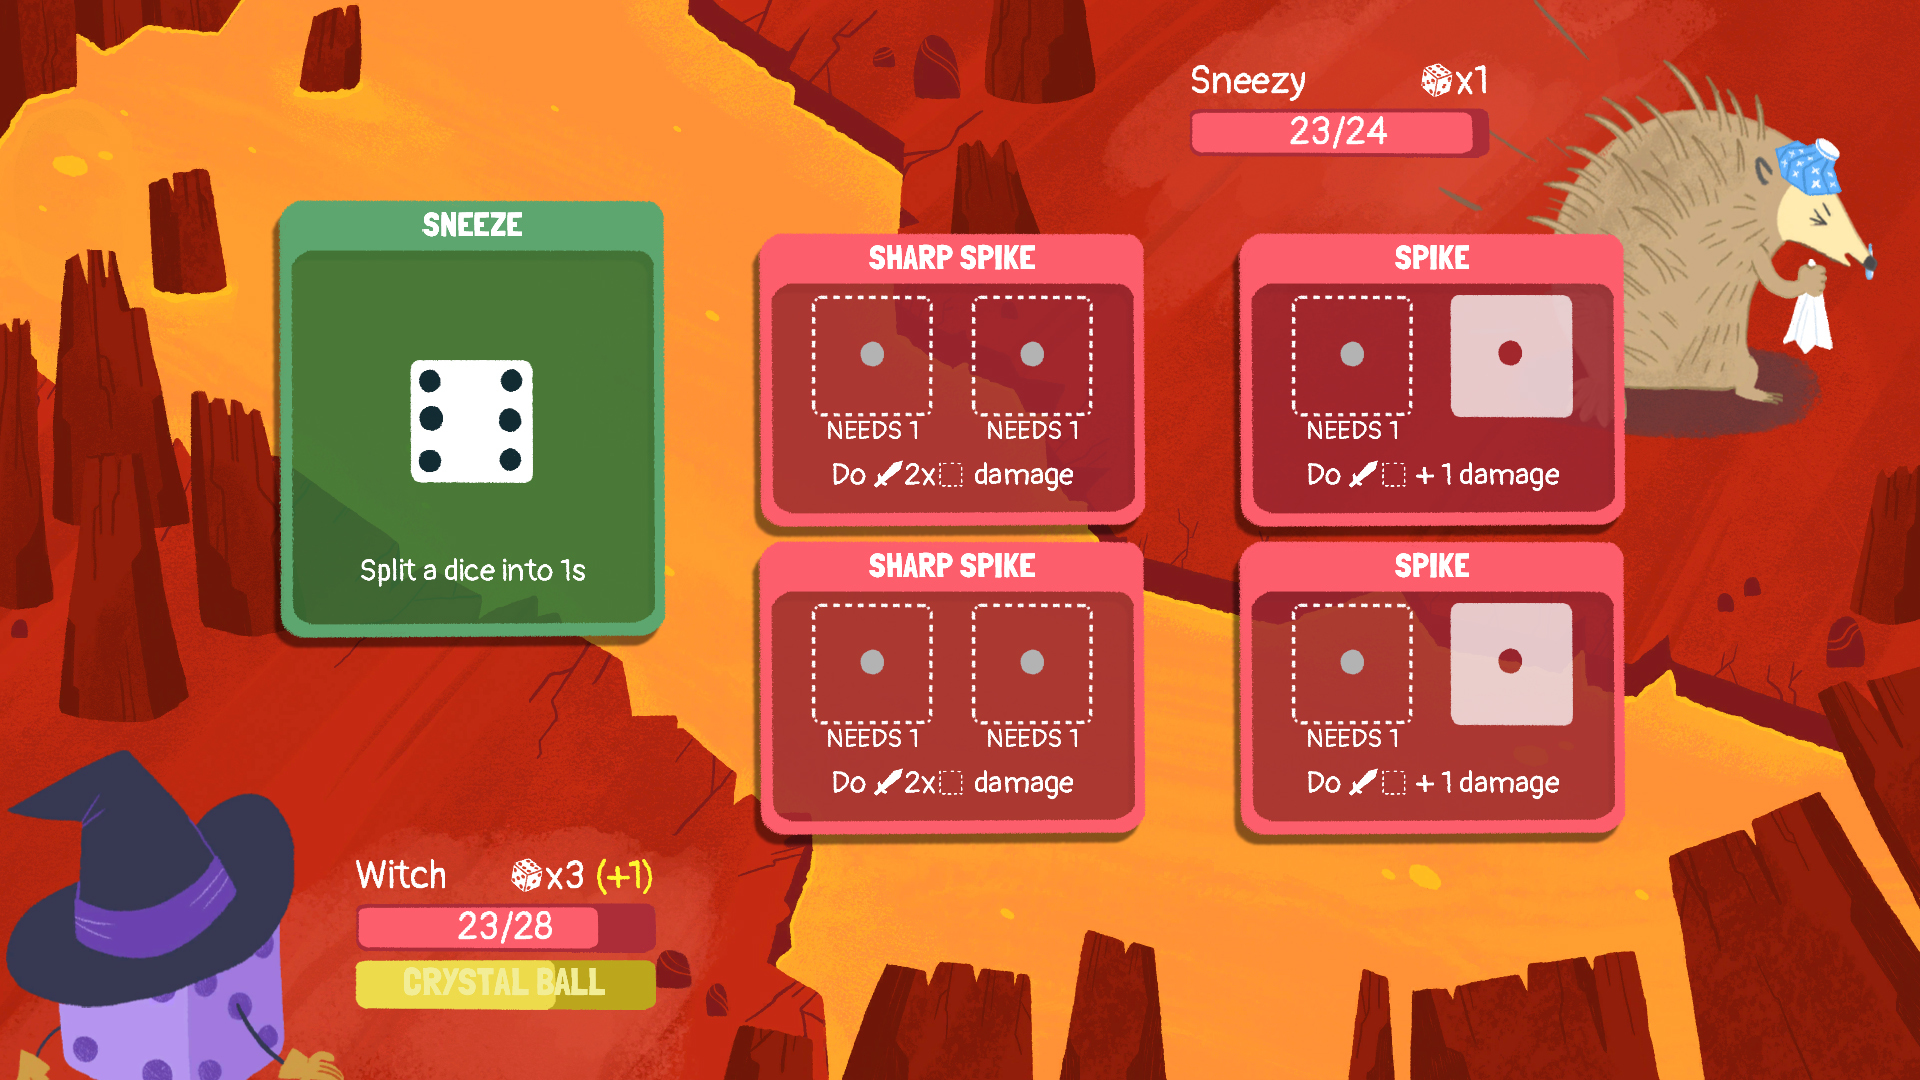 Sneezy x1
23/24
SNEEZE
Split a dice into 1s
SHARP SPIKE
NEEDS 1 NEEDS 1
Do 2x damage
SPIKE
NEEDS 1
Do + 1 damage
SHARP SPIKE
NEEDS 1 NEEDS 1
Do 2x damage
SPIKE
NEEDS 1
Do + 1 damage
Witch x3 (+1)
23/28
CRYSTAL BALL